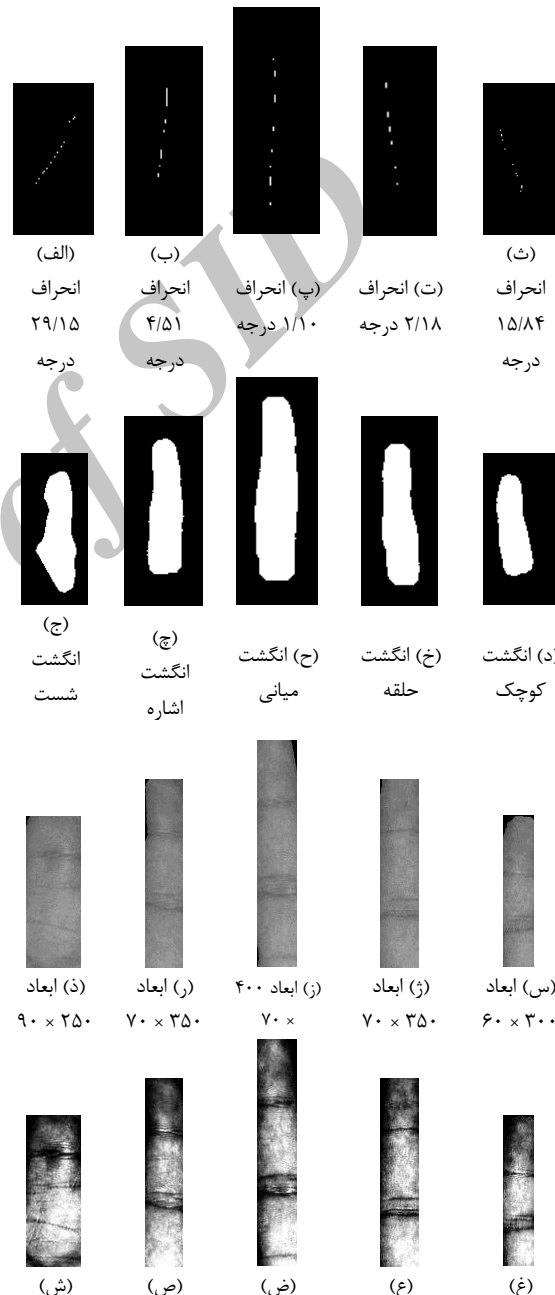 (الف) (ب) (پ) انحراف (ت) انحراف (ث)
انحراف انحراف ۱/۱۰ درجه ۲/۱۸ درجه انحراف
۲۹/۱۵ ۴/۵۱ ۱۵/۸۴
درجه درجه درجه
(ج) (چ) (ح) انگشت (خ) انگشت (د) انگشت
انگشت انگشت میانی حلقه کوچک
شست اشاره
(ذ) ابعاد (ر) ابعاد (ز) ابعاد ۴۰۰ (ژ) ابعاد (س) ابعاد
۹۰ × ۲۵۰ ۷۰ × ۳۵۰ ۷۰ × ۷۰ × ۳۵۰ ۶۰ × ۳۰۰
(ش) (ص) (ض) (ع) (غ)
of SID